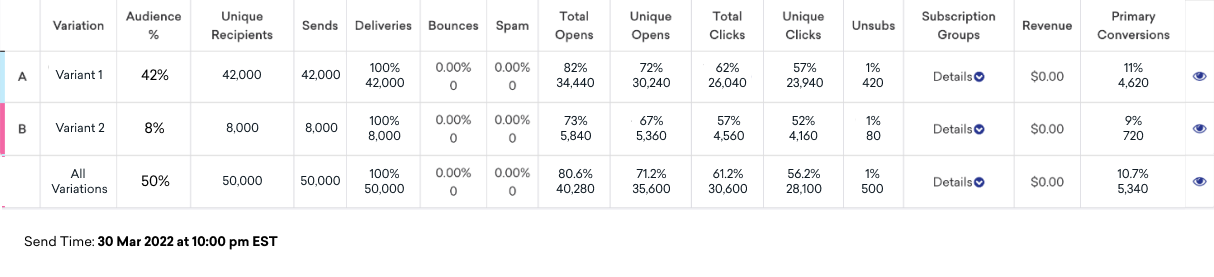 Variation Audience % Unique Recipients Sends Deliveries Bounces Spam Total Opens Unique Opens Total Clicks Unique Clicks Unsubs Subscription Groups Revenue Primary Conversions
A Variant 1 42% 42,000 42,000 100% 42,000 0.00% 0 0.00% 0 82% 34,440 72% 30,240 62% 26,040 57% 23,940 1% 420 Details $0.00 11% 4,620
B Variant 2 8% 8,000 8,000 100% 8,000 0.00% 0 0.00% 0 73% 5,840 67% 5,360 57% 4,560 52% 4,160 1% 80 Details $0.00 9% 720
All Variations 50% 50,000 50,000 100% 50,000 0.00% 0 0.00% 0 80.6% 40,280 71.2% 35,600 61.2% 30,600 56.2% 28,100 1% 500 Details $0.00 10.7% 5,340
Send Time: 30 Mar 2022 at 10:00 pm EST